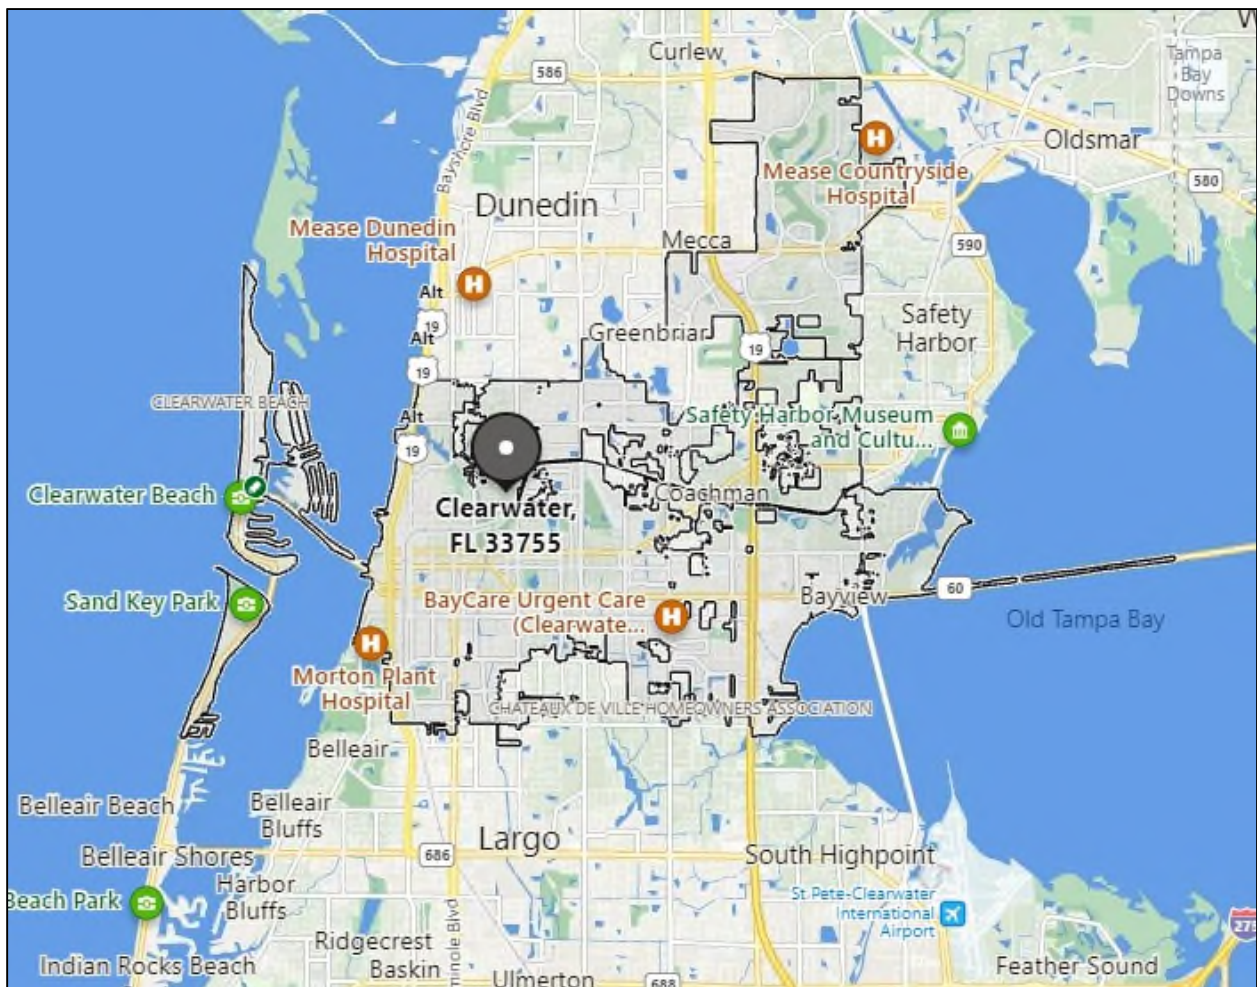 Curlew
586
Tampa
Bay
Downs
Bayshore Blvd
Oldsmar
580
Mease Countryside
Hospital
Dunedin
Mease Dunedin
Hospital
Mecca
590
Alt
19
Alt
19
Safety
Harbor
Greenbriar
19
CLEARWATER BEACH
Alt
19
Safety Harbor Museum
and Cultu...
Clearwater Beach
Coachman
Clearwater,
FL 33755
Sand Key Park
BayCare Urgent Care
(Clearwate...
Bayview
60
Old Tampa Bay
Morton Plant
Hospital
CHATEAUX DE VILLE HOMEOWNERS ASSOCIATION
Belleair
Belleair Beach
Belleair
Bluffs
Largo
686
South Highpoint
Belleair Shores
Harbor
Bluffs
Beach Park
St Pete-Clearwater
International
Airport
minole Blvd
Ridgecrest
Baskin
Indian Rocks Beach
Ulmerton
688
Feather Sound